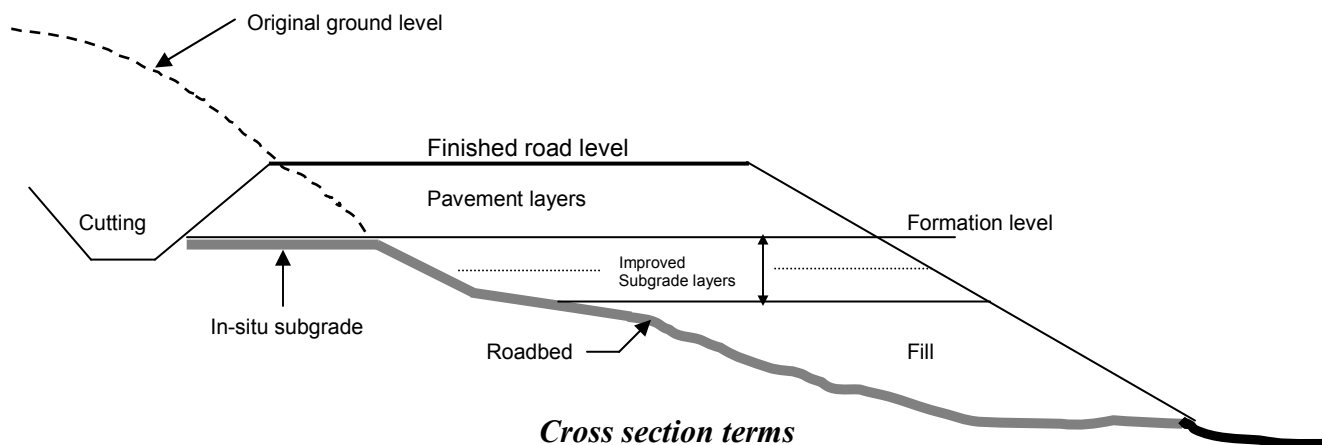 Original ground level
Finished road level
Pavement layers
Cutting
Formation level
Improved
Subgrade layers
In-situ subgrade
Roadbed
Fill
Cross section terms